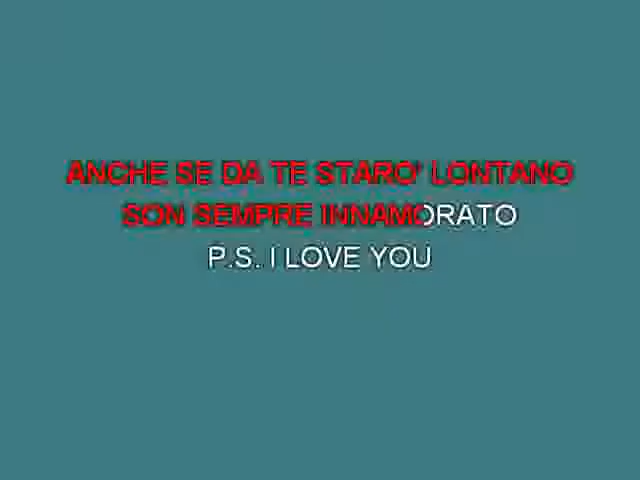 ANCHE SE DA TE STARO' LONTANO
SON SEMPRE INNAMORATO
P.S. I LOVE YOU